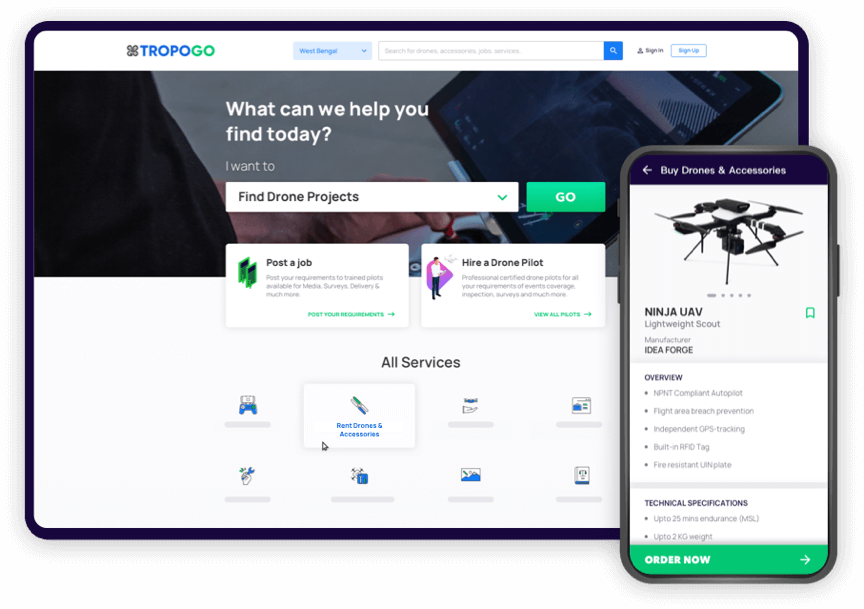 TROPOGO
West Bengal
Search for drones, accessories, jobs, services..
Sign In
Sign Up
What can we help you
find today?
I want to
Find Drone Projects
GO
Post a job
Post your requirements to trained pilots
available for Media, Surveys, Delivery &
much more.
POST YOUR REQUIREMENTS
Hire a Drone Pilot
Professional certified drone pilots for all
your requirements of events coverage,
inspection, surveys and much more.
VIEW ALL PILOTS
All Services
Rent Drones &
Accessories
Buy Drones & Accessories
NINJA UAV
Lightweight Scout
Manufacturer
IDEA FORGE
OVERVIEW
NPNT Compliant Autopilot
Flight area breach prevention
Independent GPS-tracking
Built-in RFID Tag
Fire resistant UIN plate
TECHNICAL SPECIFICATIONS
Upto 25 mins endurance (MSL)
Upto 2 KG weight
ORDER NOW